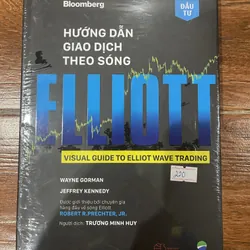 Bloomberg
ĐẦU TƯ
HƯỚNG DẪN
GIAO DỊCH
THEO SÓNG
ELLIOTT
VISUAL GUIDE TO ELLIOT WAVE TRADING
WAYNE GORMAN
JEFFREY KENNEDY
Được giới thiệu bởi chuyên gia
hàng đầu về sóng Elliott
ROBERT R.PRECHTER, JR.
Người dịch: TRƯƠNG MINH HUY